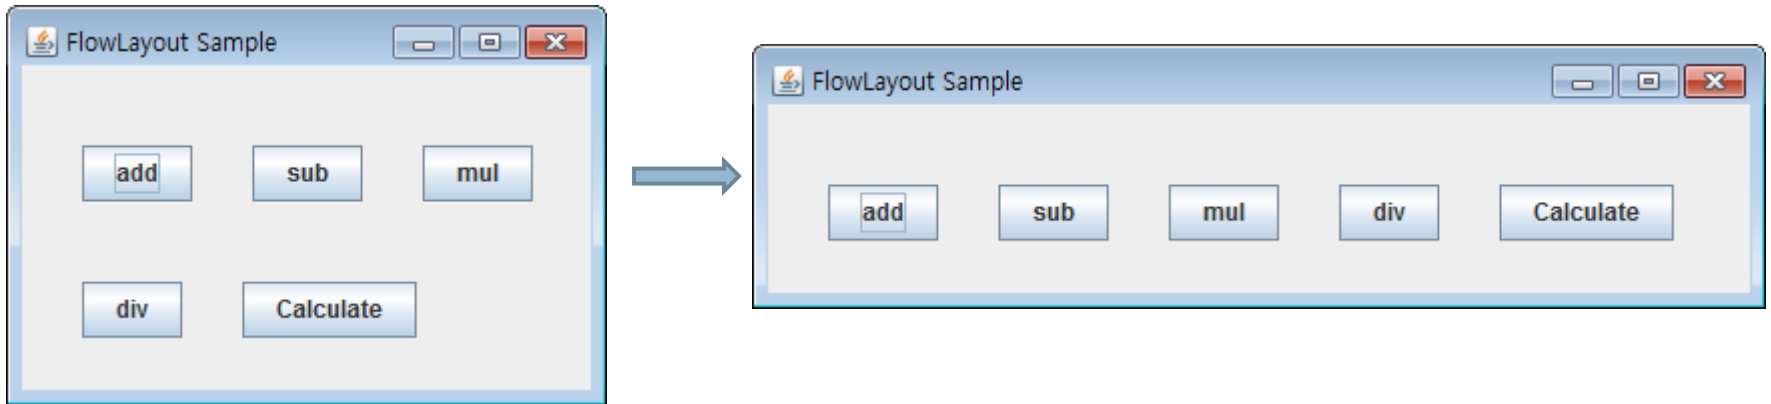 FlowLayout Sample
add sub mul
div Calculate
FlowLayout Sample
add sub mul div Calculate